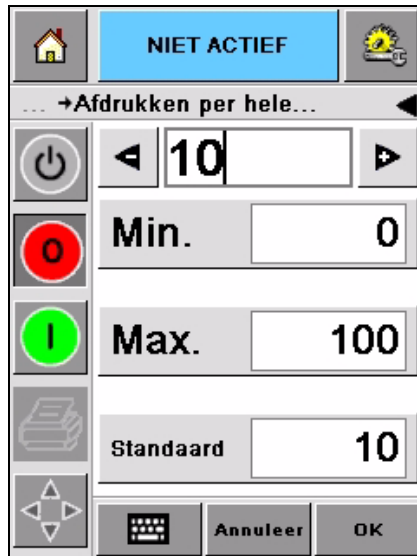 NIET ACTIEF
... →Afdrukken per hele...
10
Min. 0
Max. 100
Standaard 10
Annuleer OK